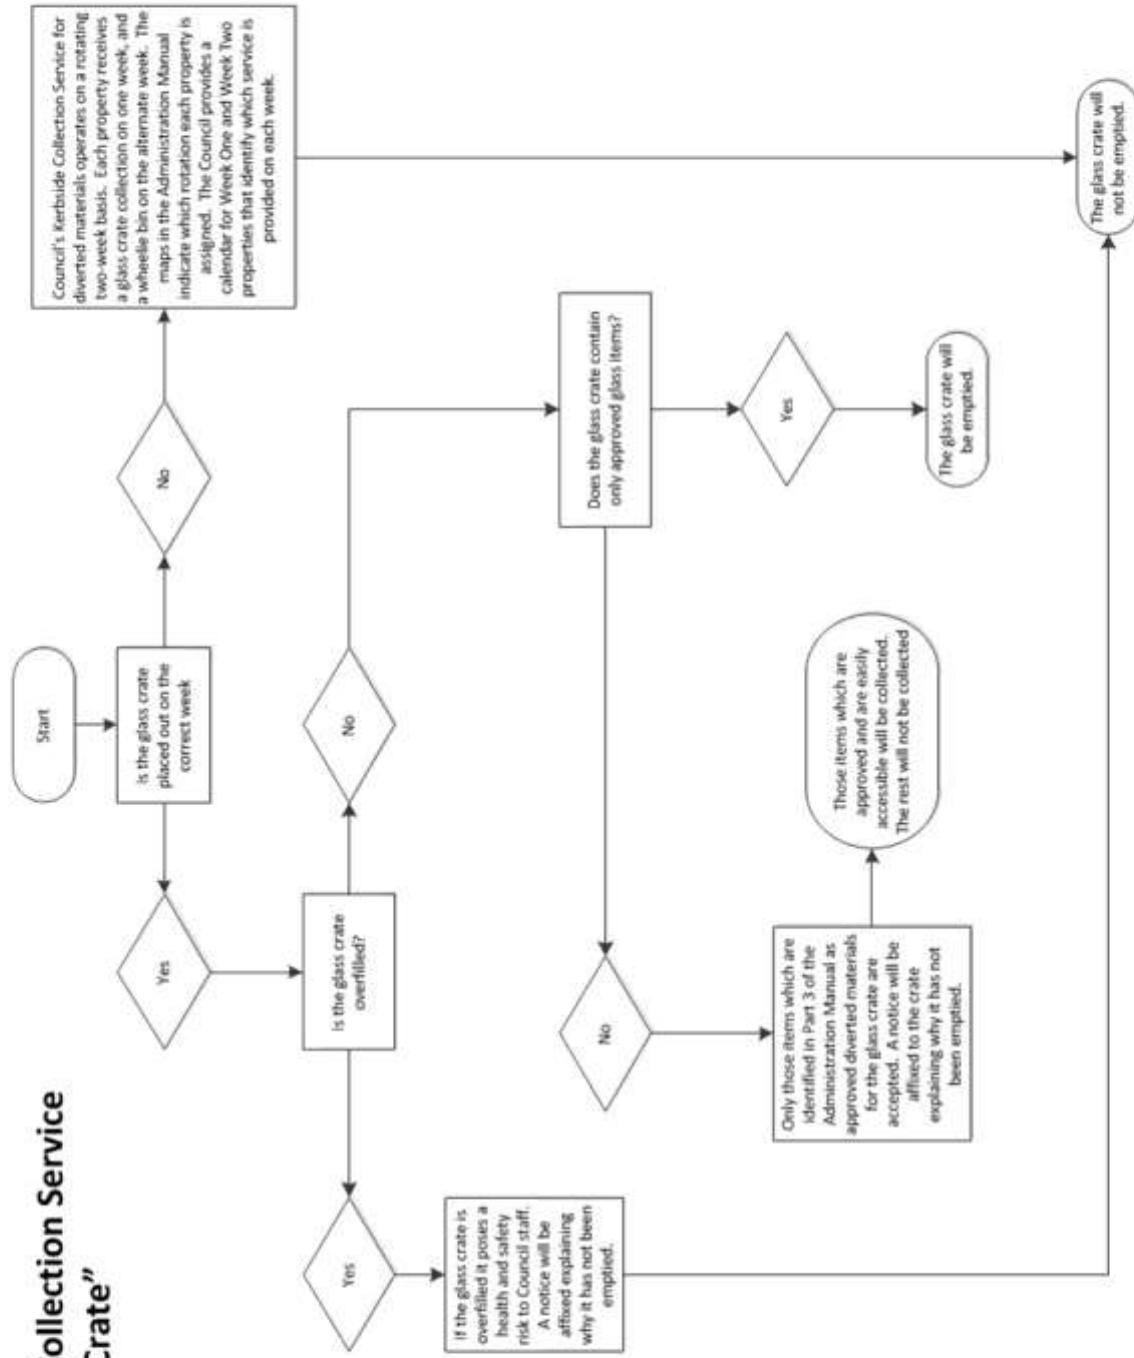 ollection Service
Crate”
Start
Is the glass crate
placed out on the
correct week
Yes
No
Council's Kerbside Collection Service for
diverted materials operates on a rotating
two-week basis. Each property receives
a glass crate collection on one week, and
a wheelie bin on the alternate week. The
maps in the Administration Manual
indicate which rotation each property is
assigned. The Council provides a
calendar for Week One and Week Two
properties that identify which service is
provided on each week.
Is the glass crate
overfilled?
Yes
No
If the glass crate is
overfilled it poses a
health and safety
risk to Council staff.
A notice will be
affixed explaining
why it has not been
emptied.
Does the glass crate contain
only approved glass items?
No
Yes
Only those items which are
identified in Part 3 of the
Administration Manual as
approved diverted materials
for the glass crate are
accepted. A notice will be
affixed to the crate
explaining why it has not
been emptied.
Those items which are
approved and are easily
accessible will be collected.
The rest will not be collected
The glass crate will
be emptied.
The glass crate will
not be emptied.